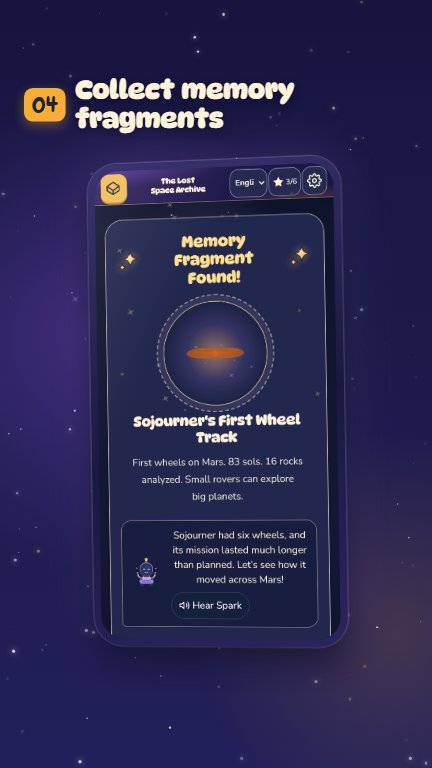 04
Collect memory
fragments
The Lost
Space Archive
Engli
3/6
Memory
Fragment
Found!
Sojourner's First Wheel
Track
First wheels on Mars. 83 sols. 16 rocks
analyzed. Small rovers can explore
big planets.
Sojourner had six wheels, and
its mission lasted much longer
than planned. Let's see how it
moved across Mars!
Hear Spark